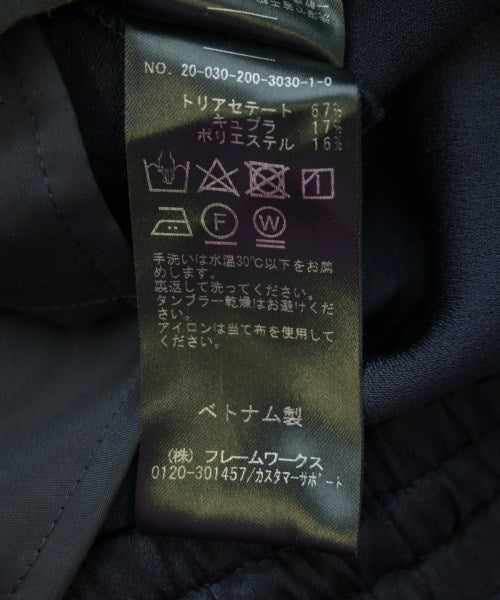 NO. 20-030-200-3030-1-0
トリアセテート 67%
キュプラ 17%
ポリエステル 16%
F W
手洗いは水温30℃以下をお薦
めします。
裏返して洗ってください。
タンブラー乾燥はお避けくだ
さい。
アイロンは当て布を使用して
ください。
ベトナム製
(株) フレームワークス
0120-301457/カスタマーサポート